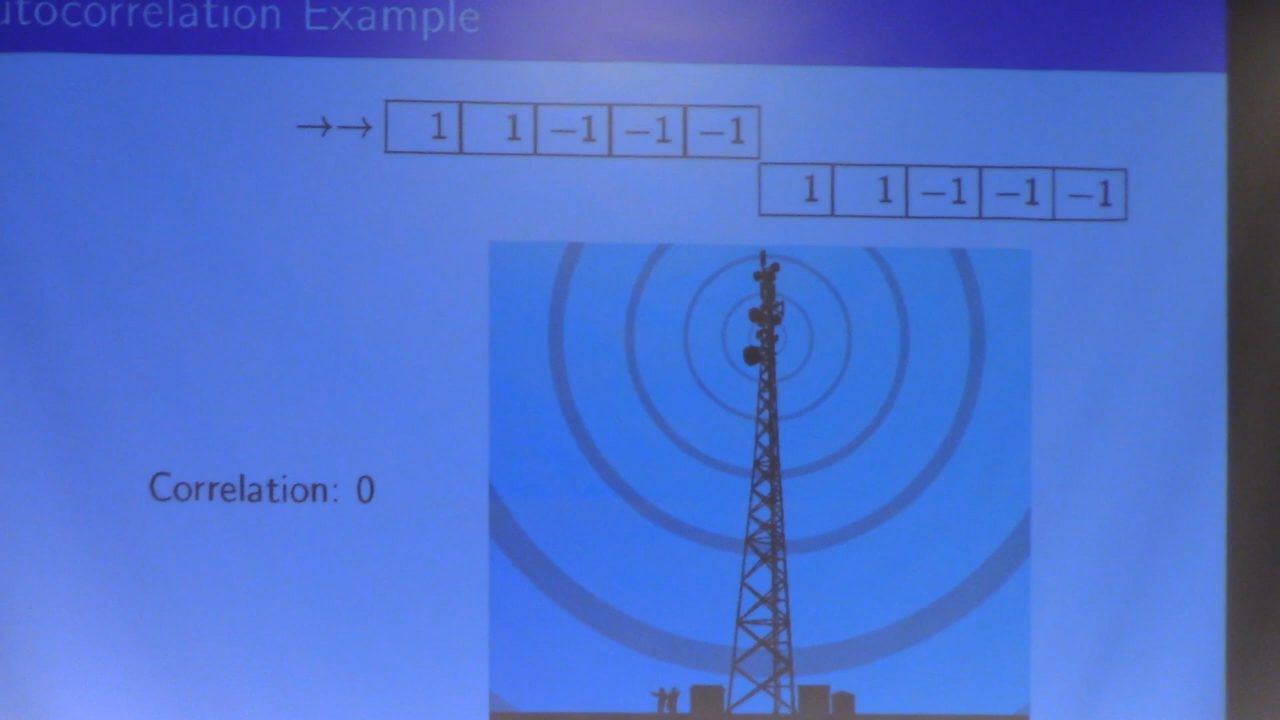 utocorrelation Example
→→ 1 1 −1 −1 −1
1 1 −1 −1 −1
Correlation: 0